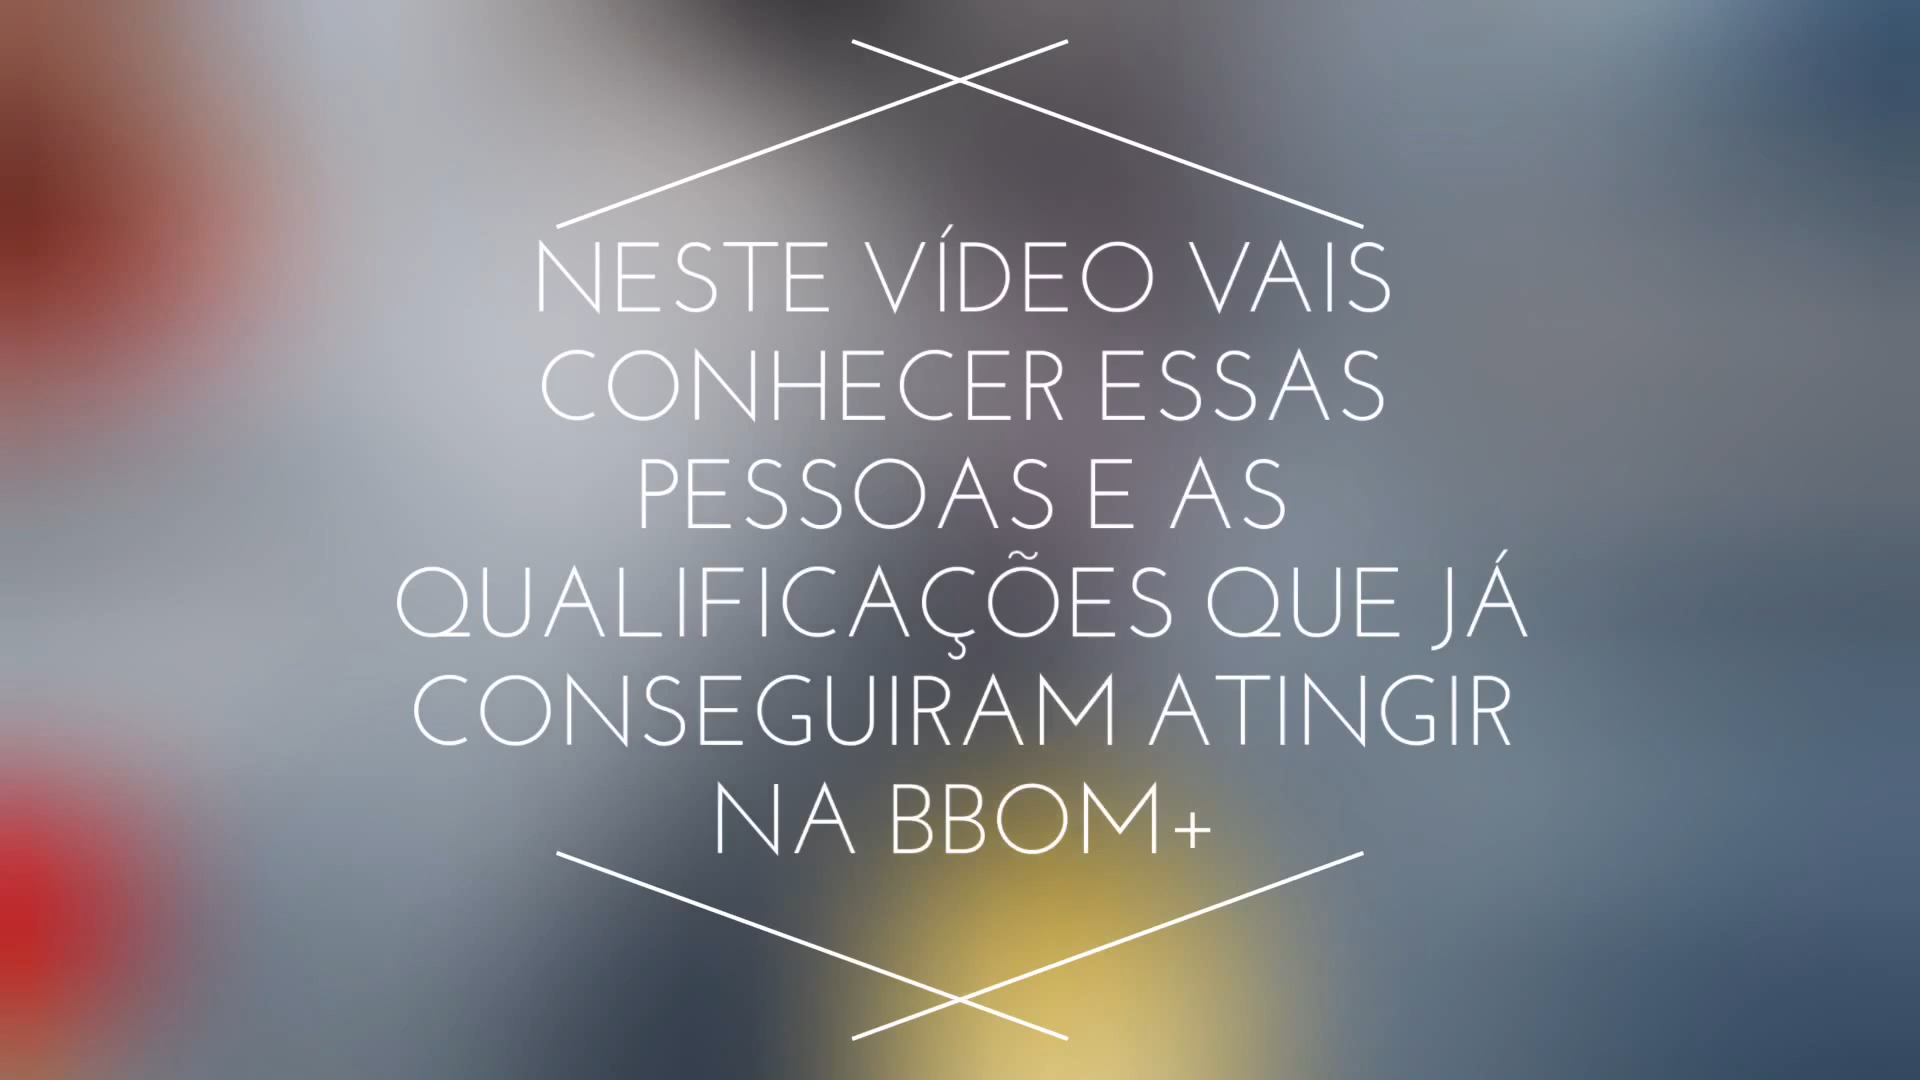 NESTE VÍDEO VAIS
CONHECER ESSAS
PESSOAS E AS
QUALIFICAÇÕES QUE JÁ
CONSEGUIRAM ATINGIR
NA BBOM+